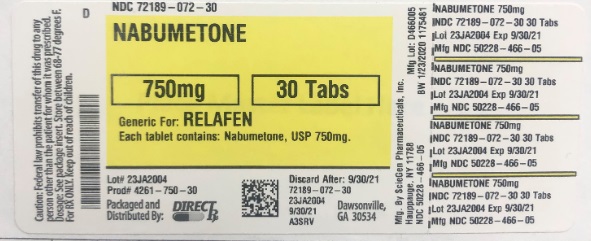 Caution: Federal law prohibits transfer of this drug to any
person other than the patient for whom it was prescribed.
Dosage: See package insert. Store between 68-77 degrees F.
For RX ONLY. Keep out of reach of children.
D
NDC 72189-072-30
NABUMETONE
750mg
30 Tabs
Generic For: RELAFEN
Each tablet contains: Nabumetone, USP 750mg.
Lot# 23JA2004
Prod# 4261-750-30
Packaged and
Distributed By:
DIRECT Rx
Discard After: 9/30/21
72189-072-30
23JA2004
9/30/21
A3SRV
Dawsonville,
GA 30534
Mfg. By ScieGen Pharmaceuticals, Inc.
Hauppauge, NY 11788
NDC 50228-466-05
Mfg Lot: D466005
BW 1/23/2020 1175481
NABUMETONE 750mg
NDC 72189-072-30 30 Tabs
Lot 23JA2004 Exp 9/30/21
Mfg NDC 50228-466-05
NABUMETONE 750mg
NDC 72189-072-30 30 Tabs
Lot 23JA2004 Exp 9/30/21
Mfg NDC 50228-466-05
NABUMETONE 750mg
NDC 72189-072-30 30 Tabs
Lot 23JA2004 Exp 9/30/21
Mfg NDC 50228-466-05
NABUMETONE 750mg
NDC 72189-072-30 30 Tabs
Lot 23JA2004 Exp 9/30/21
Mfg NDC 50228-466-05